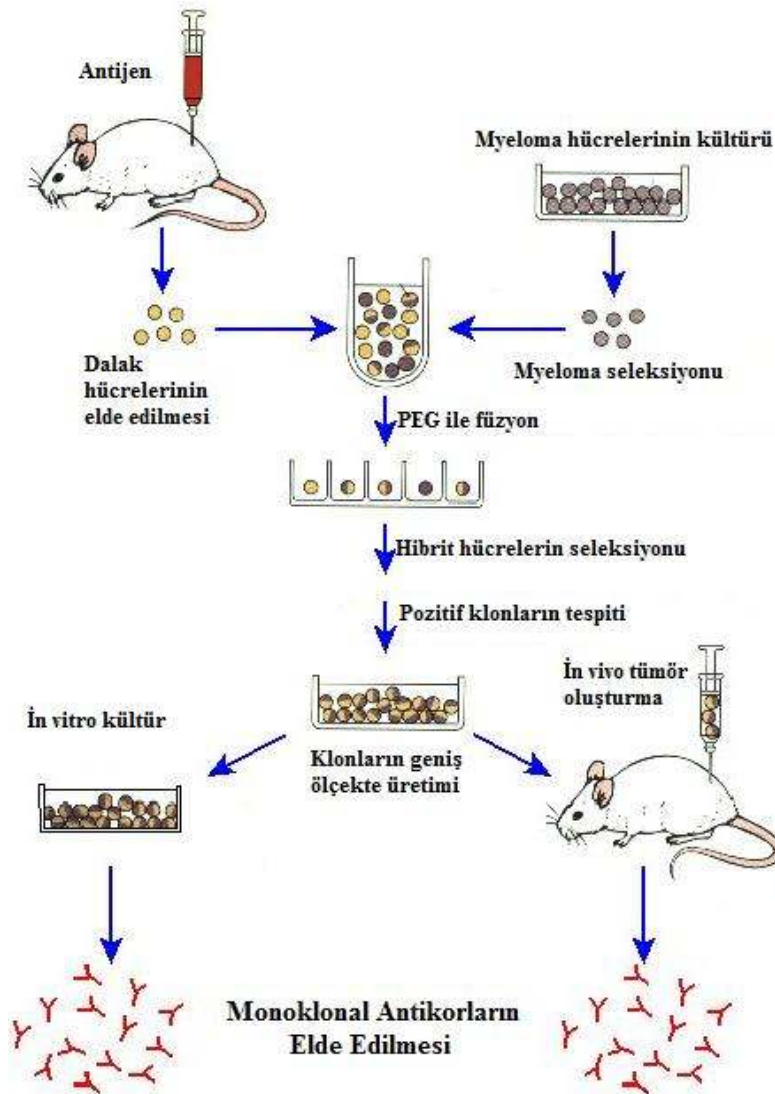 Antijen
Myeloma hücrelerinin kültürü
Dalak
hücrelerinin
elde edilmesi
Myeloma seleksiyonu
PEG ile füzyon
Hibrit hücrelerin seleksiyonu
Pozitif klonların tespiti
İn vivo tümör
oluşturma
İn vitro kültür
Klonların geniş
ölçekte üretimi
Monoklonal Antikorların
Elde Edilmesi